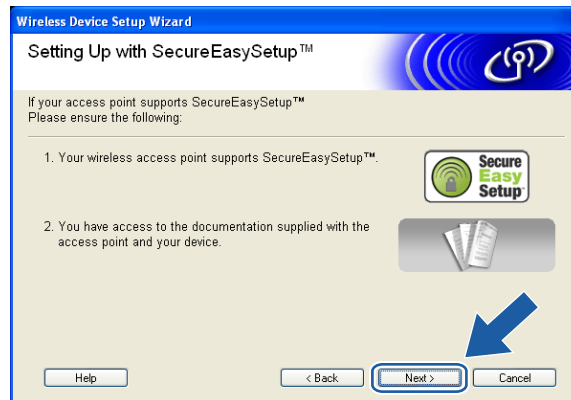 Wireless Device Setup Wizard
Setting Up with SecureEasySetup™
If your access point supports SecureEasySetup™
Please ensure the following:
1. Your wireless access point supports SecureEasySetup™.
Secure
Easy
Setup™
2. You have access to the documentation supplied with the
access point and your device.
Help
< Back
Next >
Cancel